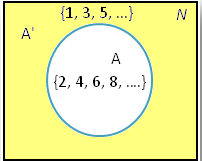 {1, 3, 5, ...} N
A'
A
{2, 4, 6, 8, ....}